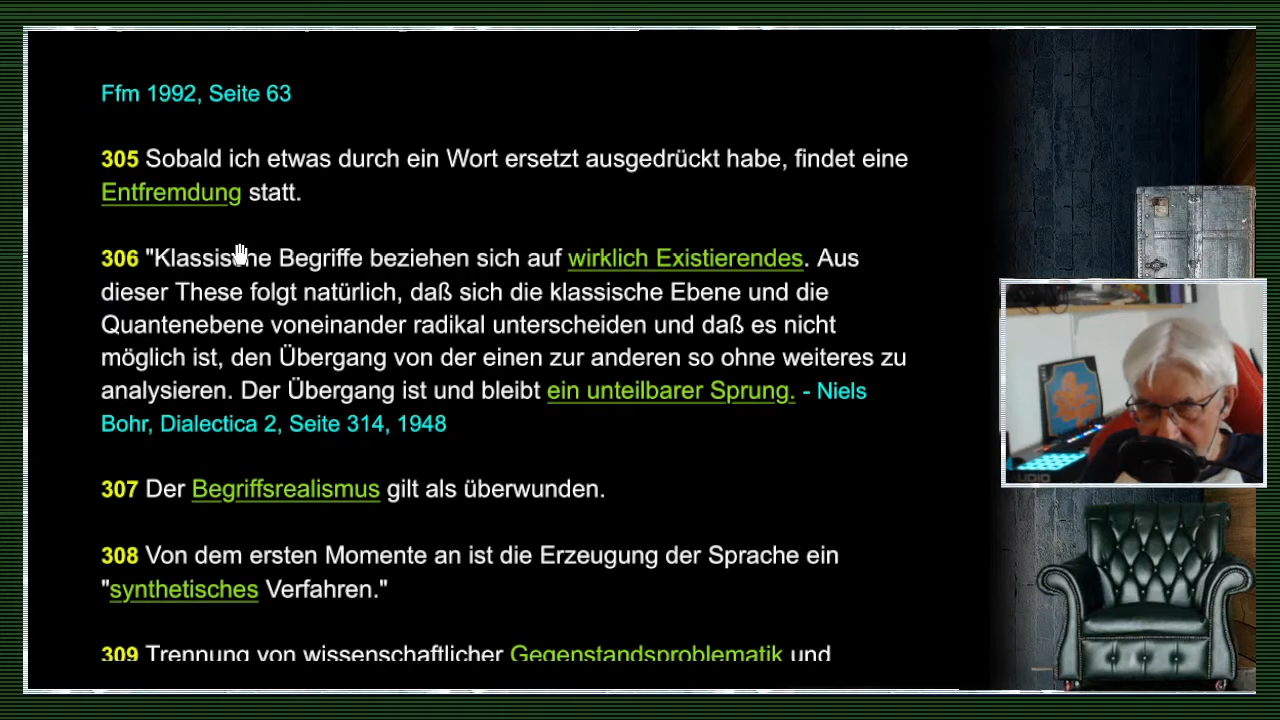 Ffm 1992, Seite 63
305 Sobald ich etwas durch ein Wort ersetzt ausgedrückt habe, findet eine
Entfremdung statt.
306 "Klassische Begriffe beziehen sich auf wirklich Existierendes. Aus
dieser These folgt natürlich, daß sich die klassische Ebene und die
Quantenebene voneinander radikal unterscheiden und daß es nicht
möglich ist, den Übergang von der einen zur anderen so ohne weiteres zu
analysieren. Der Übergang ist und bleibt ein unteilbarer Sprung. - Niels
Bohr, Dialectica 2, Seite 314, 1948
307 Der Begriffsrealismus gilt als überwunden.
308 Von dem ersten Momente an ist die Erzeugung der Sprache ein
"synthetisches Verfahren."
309 Trennung von wissenschaftlicher Gegenstandsproblematik und